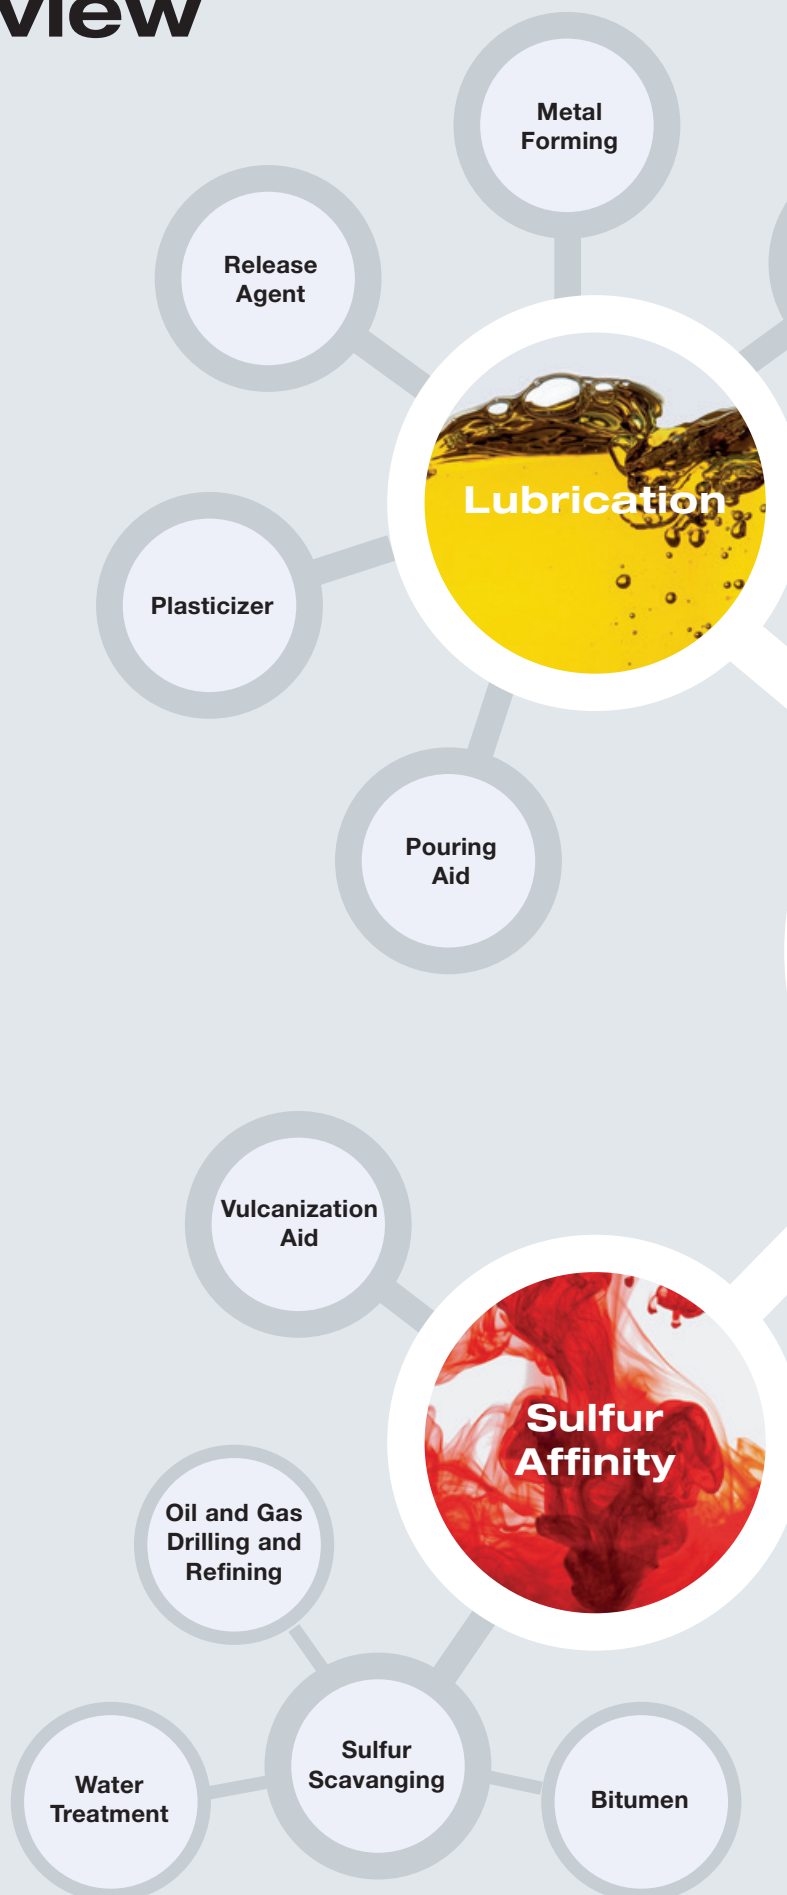 view
Metal
Forming
Release
Agent
Lubrication
Plasticizer
Pouring
Aid
Vulcanization
Aid
Sulfur
Affinity
Oil and Gas
Drilling and
Refining
Sulfur
Scavanging
Water
Treatment
Bitumen